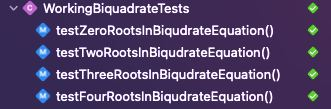 C WorkingBiquadrateTests
M testZeroRootsInBiqudrateEquation()
M testTwoRootsInBiqudrateEquation()
M testThreeRootsInBiqudrateEquation()
M testFourRootsInBiqudrateEquation()